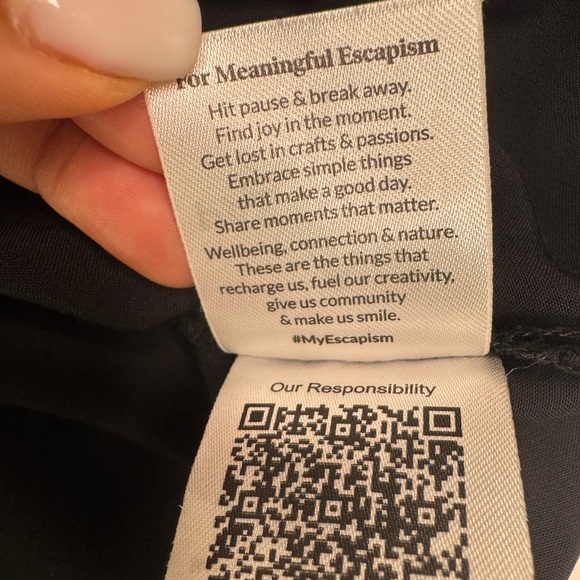 For Meaningful Escapism
Hit pause & break away.
Find joy in the moment.
Get lost in crafts & passions.
Embrace simple things
that make a good day.
Share moments that matter.
Wellbeing, connection & nature.
These are the things that
recharge us, fuel our creativity,
give us community
& make us smile.
#MyEscapism
Our Responsibility